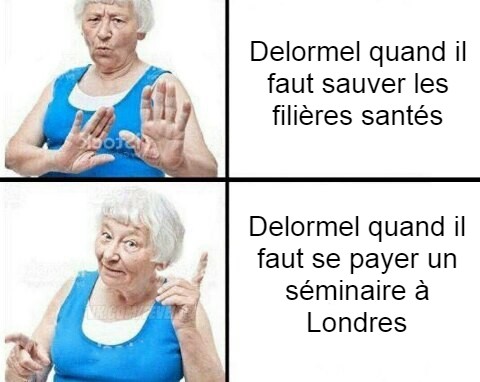 Delormel quand il
faut sauver les
filières santés
Delormel quand il
faut se payer un
séminaire à
Londres